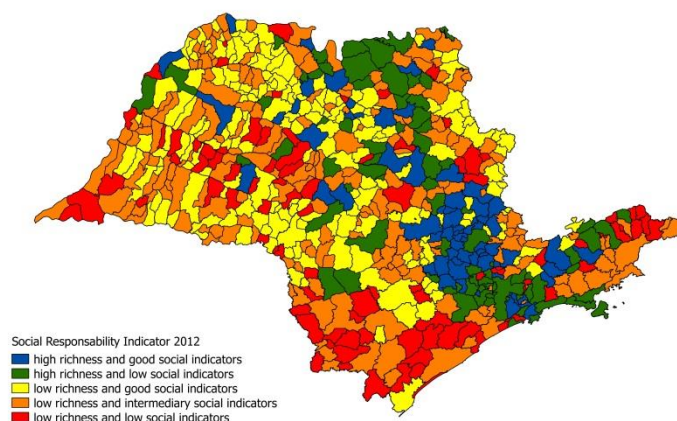 Social Responsability Indicator 2012
high richness and good social indicators
high richness and low social indicators
low richness and good social indicators
low richness and intermediary social indicators
low richness and low social indicators